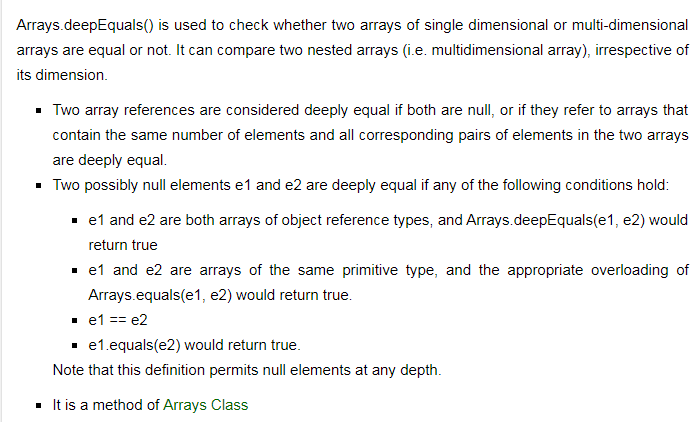 Arrays.deepEquals() is used to check whether two arrays of single dimensional or multi-dimensional
arrays are equal or not. It can compare two nested arrays (i.e. multidimensional array), irrespective of
its dimension.
▪ Two array references are considered deeply equal if both are null, or if they refer to arrays that
contain the same number of elements and all corresponding pairs of elements in the two arrays
are deeply equal.
▪ Two possibly null elements e1 and e2 are deeply equal if any of the following conditions hold:
▪ e1 and e2 are both arrays of object reference types, and Arrays.deepEquals(e1, e2) would
return true
▪ e1 and e2 are arrays of the same primitive type, and the appropriate overloading of
Arrays.equals(e1, e2) would return true.
▪ e1 == e2
▪ e1.equals(e2) would return true.
Note that this definition permits null elements at any depth.
▪ It is a method of Arrays Class